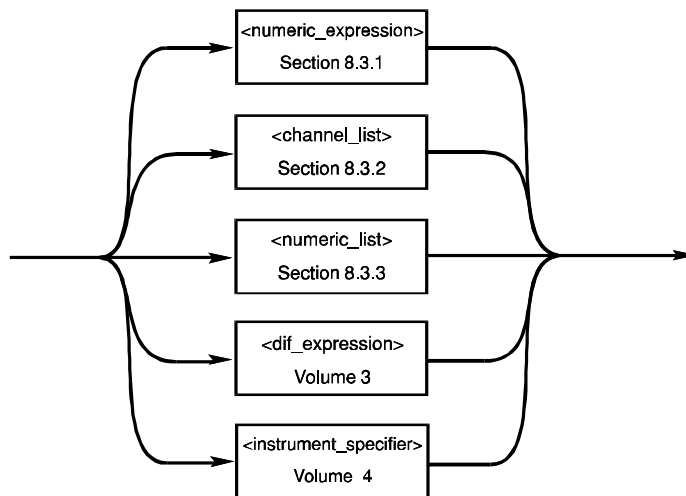 <numeric_expression>
Section 8.3.1
<channel_list>
Section 8.3.2
<numeric_list>
Section 8.3.3
<dif_expression>
Volume 3
<instrument_specifier>
Volume 4